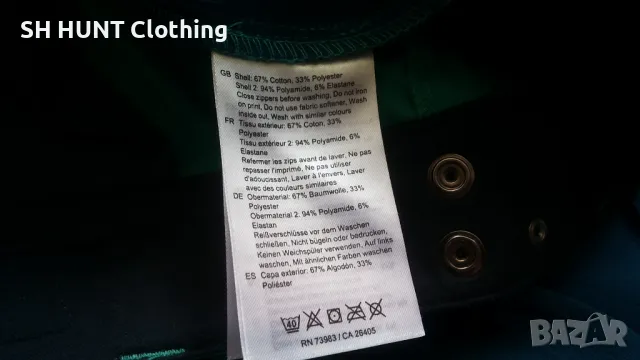 SH HUNT Clothing
GB Shell: 67% Cotton, 33% Polyester
Shell 2: 94% Polyamide, 6% Elastane
Close zippers before washing, Do not iron
on print, Do not use fabric softener, Wash
inside out, Wash with similar colours
FR Tissu extérieur: 67% Coton, 33%
Polyester
Tissu extérieur 2: 94% Polyamide, 6%
Elastane
Refermer les zips avant de laver, Ne pas
repasser l'imprimé, Ne pas utiliser
d'adoucissant, Laver à l'envers, Laver
avec des couleurs similaires
DE Obermaterial: 67% Baumwolle, 33%
Polyester
Obermaterial 2: 94% Polyamide, 6%
Elastan
Reißverschlüsse vor dem Waschen
schließen, Nicht bügeln oder bedrucken,
Keinen Weichspüler verwenden, Auf links
waschen, Mit ähnlichen Farben waschen
ES Capa exterior: 67% Algodón, 33%
Poliéster
40
RN 73983 / CA 26405
BAZAR